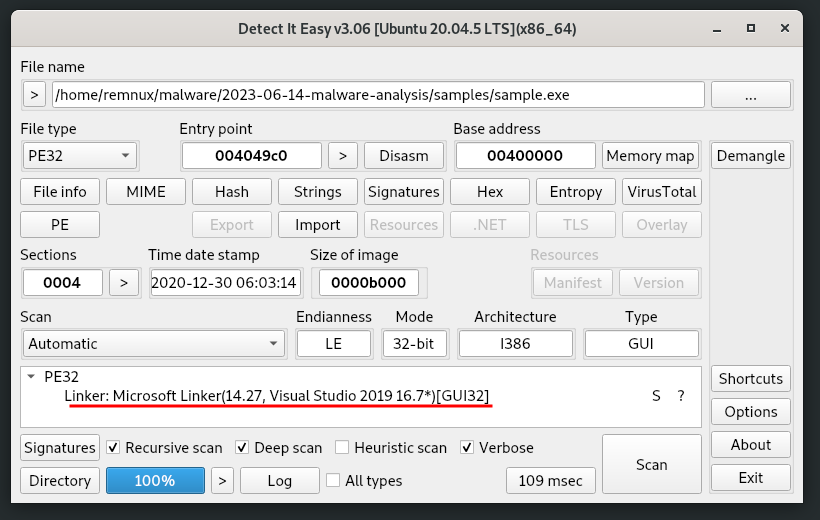 Detect It Easy v3.06 [Ubuntu 20.04.5 LTS](x86_64)
File name
> /home/remnux/malware/2023-06-14-malware-analysis/samples/sample.exe ...
File type Entry point Base address
PE32 004049c0 > Disasm 00400000 Memory map Demangle
File info MIME Hash Strings Signatures Hex Entropy VirusTotal
PE Export Import Resources .NET TLS Overlay
Sections Time date stamp Size of image Resources
0004 > 2020-12-30 06:03:14 0000b000 Manifest Version
Scan Endianness Mode Architecture Type
Automatic LE 32-bit I386 GUI
PE32
Linker: Microsoft Linker(14.27, Visual Studio 2019 16.7*)[GUI32] S ?
Shortcuts
Options
Signatures Recursive scan Deep scan Heuristic scan Verbose Scan About
Directory 100% > Log All types 109 msec Exit